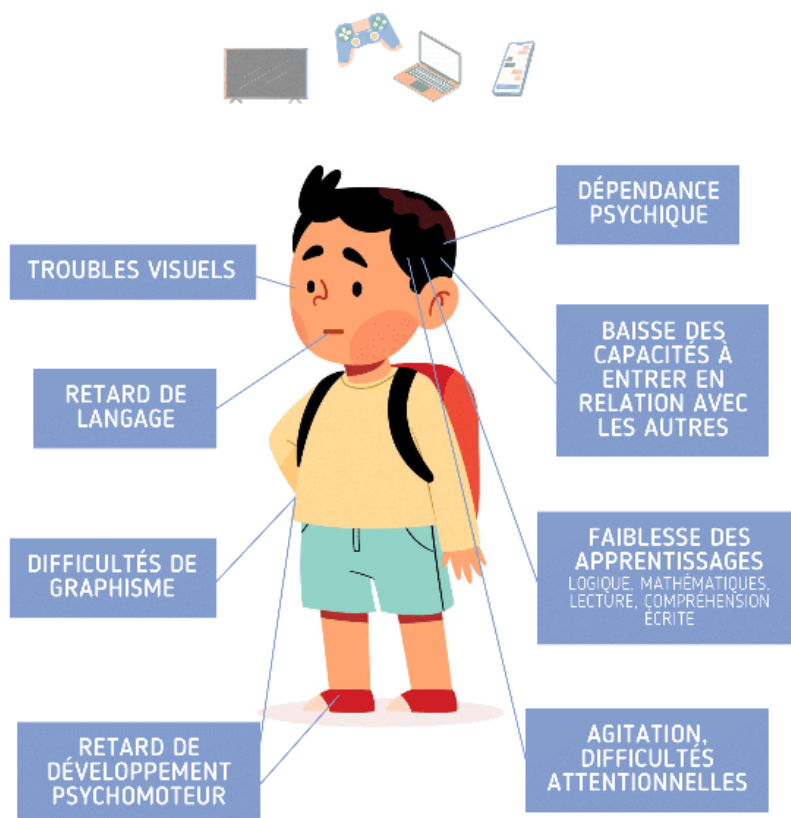 TROUBLES VISUELS
RETARD DE
LANGAGE
DIFFICULTÉS DE
GRAPHISME
RETARD DE
DÉVELOPPEMENT
PSYCHOMOTEUR
DÉPENDANCE
PSYCHIQUE
BAISSE DES
CAPACITÉS À
ENTRER EN
RELATION AVEC
LES AUTRES
FAIBLESSE DES
APPRENTISSAGES
LOGIQUE, MATHÉMATIQUES,
LECTURE, COMPRÉHENSION
ÉCRITE
AGITATION,
DIFFICULTÉS
ATTENTIONNELLES